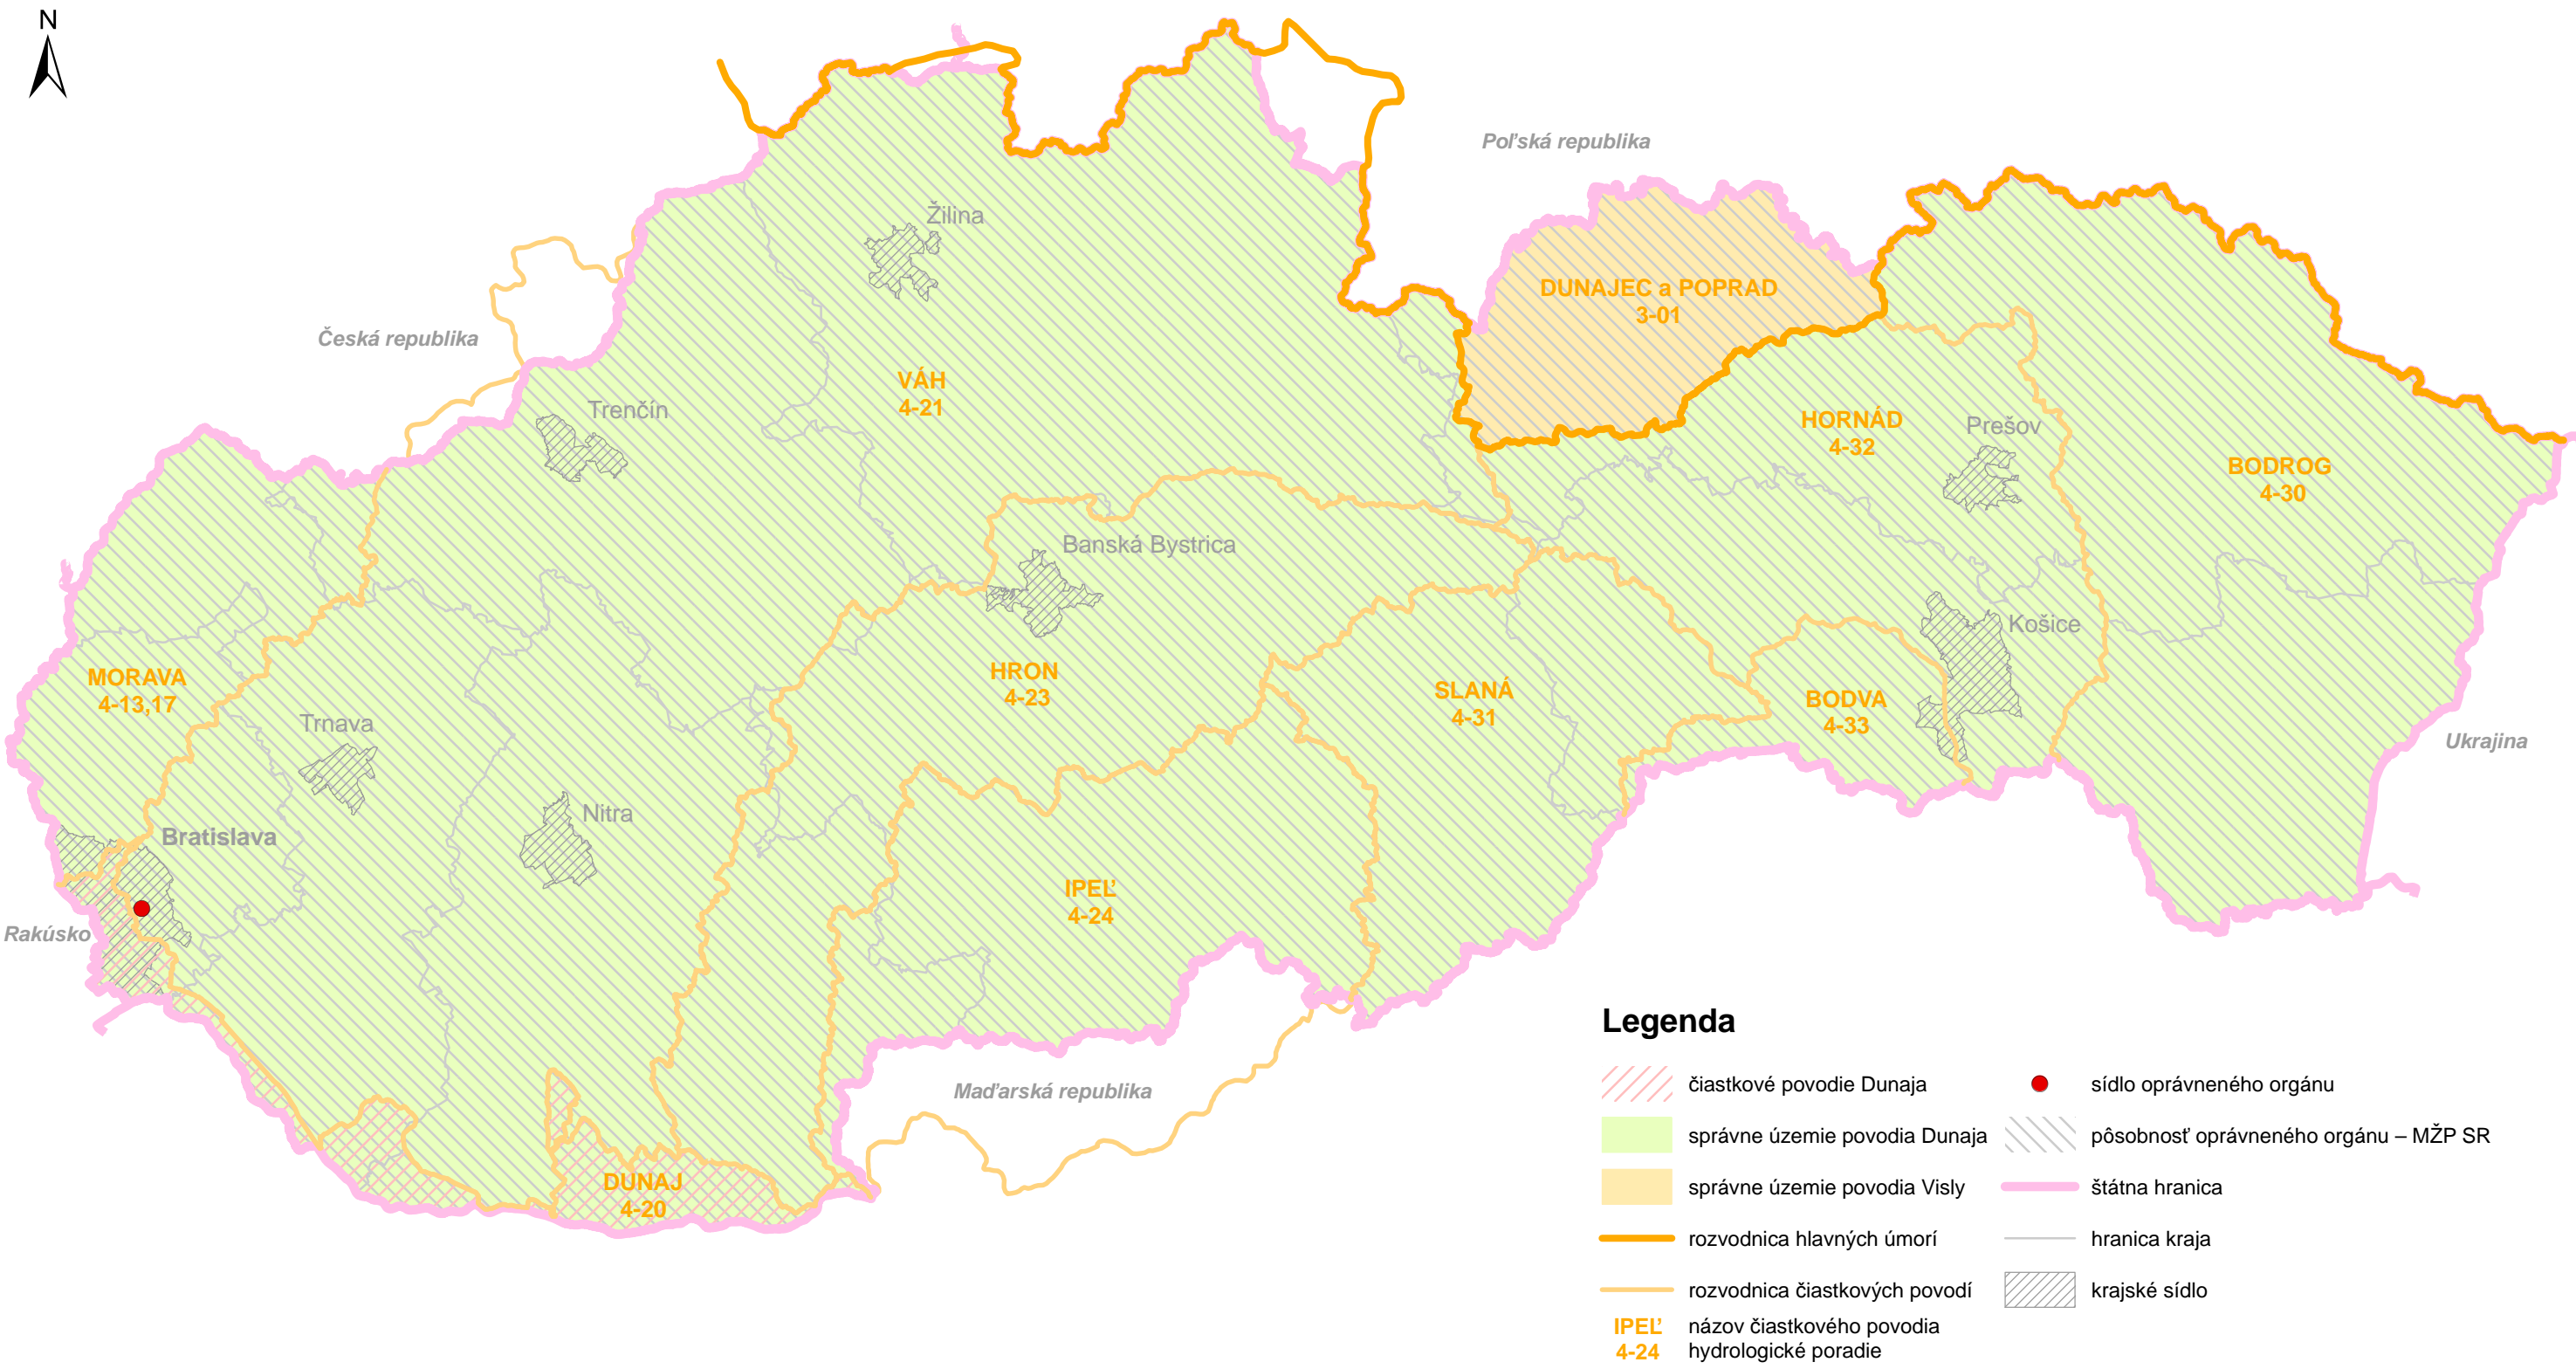 N
Poľská republika
Žilina
DUNAJEC a POPRAD
3-01
Česká republika
VÁH
4-21
Trenčín
HORNÁD
4-32
Prešov
BODROG
4-30
Banská Bystrica
Košice
MORAVA
4-13,17
HRON
4-23
SLANÁ
4-31
BODVA
4-33
Trnava
Ukrajina
Nitra
Bratislava
IPEĽ
4-24
Rakúsko
Maďarská republika
DUNAJ
4-20
Legenda
čiastkové povodie Dunaja
správne územie povodia Dunaja
správne územie povodia Visly
rozvodnica hlavných úmorí
rozvodnica čiastkových povodí
IPEĽ názov čiastkového povodia
4-24 hydrologické poradie
sídlo oprávneného orgánu
pôsobnosť oprávneného orgánu – MŽP SR
štátna hranica
hranica kraja
krajské sídlo